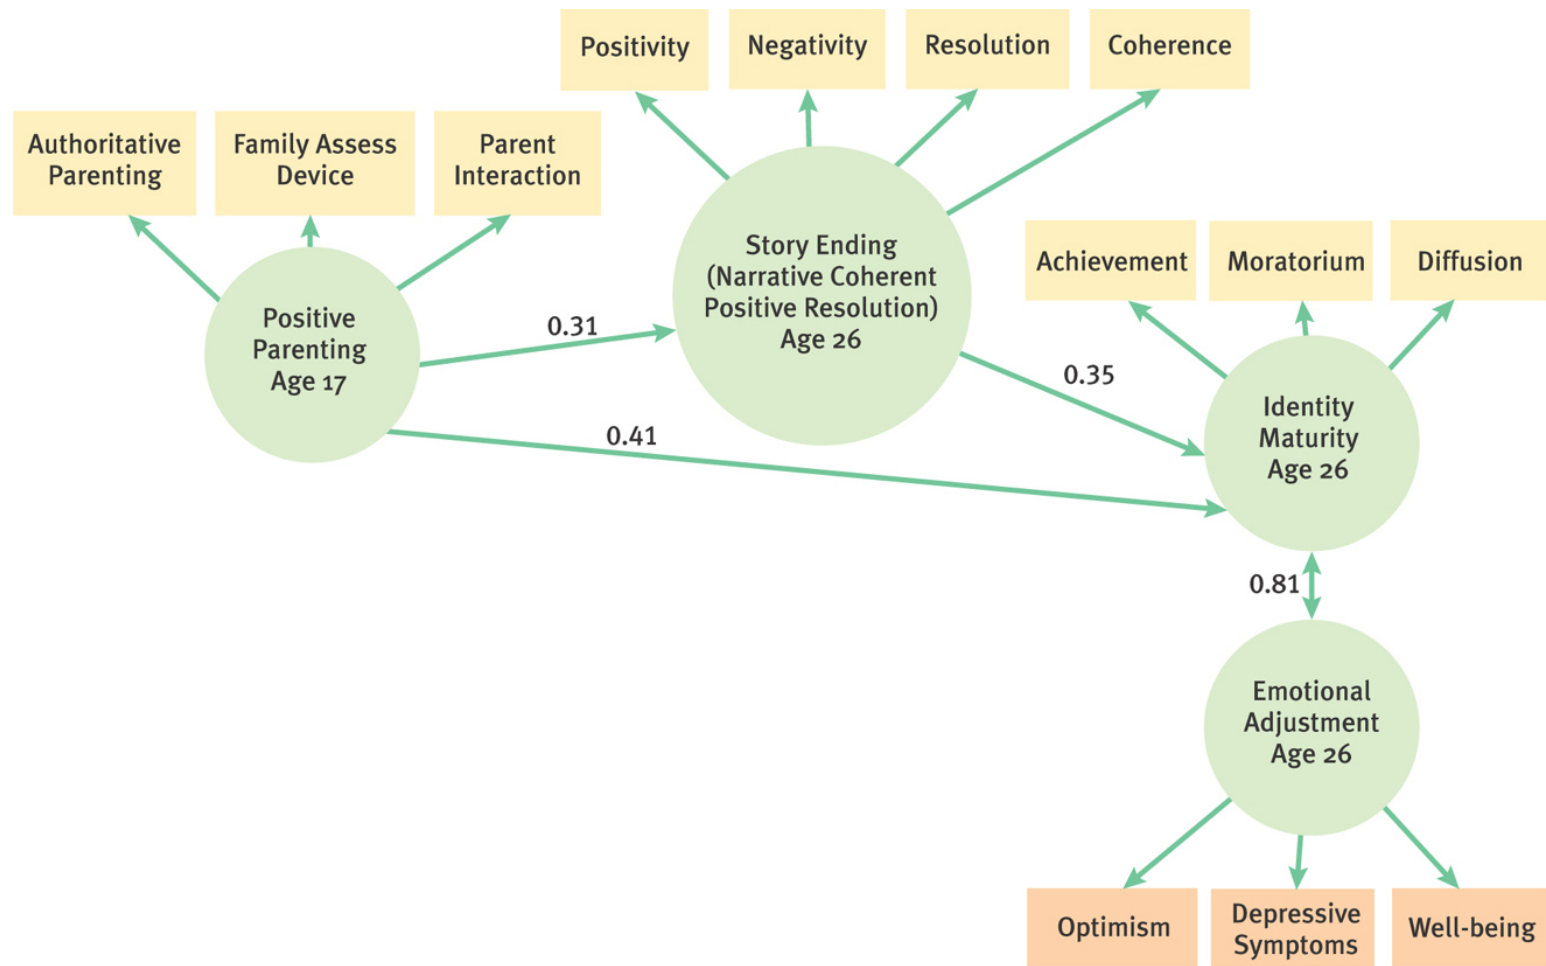 Positivity
Negativity
Resolution
Coherence
Authoritative
Parenting
Family Assess
Device
Parent
Interaction
Story Ending
(Narrative Coherent
Positive Resolution)
Age 26
Achievement
Moratorium
Diffusion
Positive
Parenting
Age 17
0.31
0.35
0.41
Identity
Maturity
Age 26
0.81
Emotional
Adjustment
Age 26
Optimism
Depressive
Symptoms
Well-being